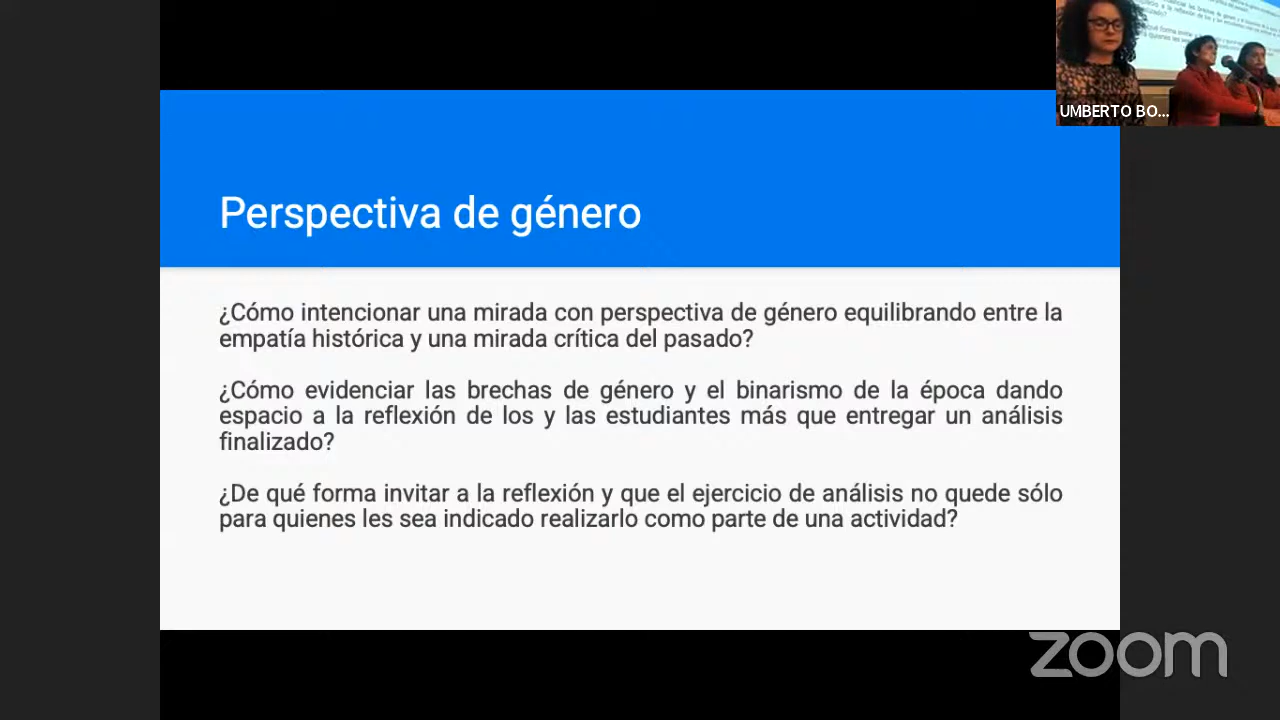 UMBERTO BO...
Perspectiva de género
¿Cómo intencionar una mirada con perspectiva de género equilibrando entre la
empatía histórica y una mirada crítica del pasado?
¿Cómo evidenciar las brechas de género y el binarismo de la época dando
espacio a la reflexión de los y las estudiantes más que entregar un análisis
finalizado?
¿De qué forma invitar a la reflexión y que el ejercicio de análisis no quede sólo
para quienes les sea indicado realizarlo como parte de una actividad?
zoom